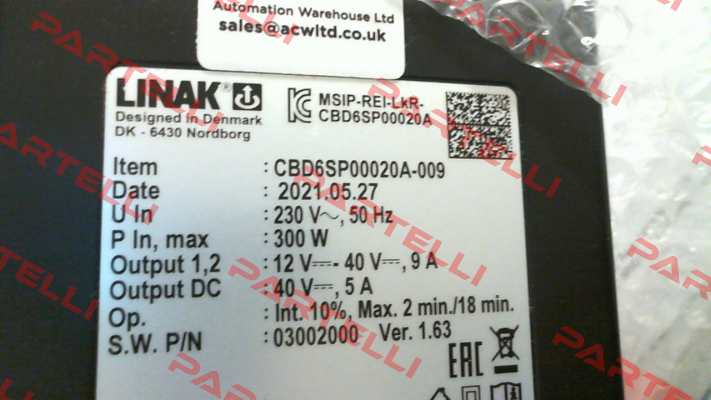 Automation Warehouse Ltd
sales@acwltd.co.uk
LINAK®
Designed in Denmark
DK - 6430 Nordborg
MSIP-REI-LkR-
CBD6SP00020A
Item : CBD6SP00020A-009
Date : 2021.05.27
U In : 230 V~, 50 Hz
P In, max : 300 W
Output 1,2 : 12 V⎓ - 40 V⎓, 9 A
Output DC : 40 V⎓, 5 A
Op. : Int. 10%, Max. 2 min./18 min.
S.W. P/N : 03002000 Ver. 1.63
EAC
PARTELLI
PARTELLI
PARTELLI
PARTELLI
PARTELLI
PARTELLI